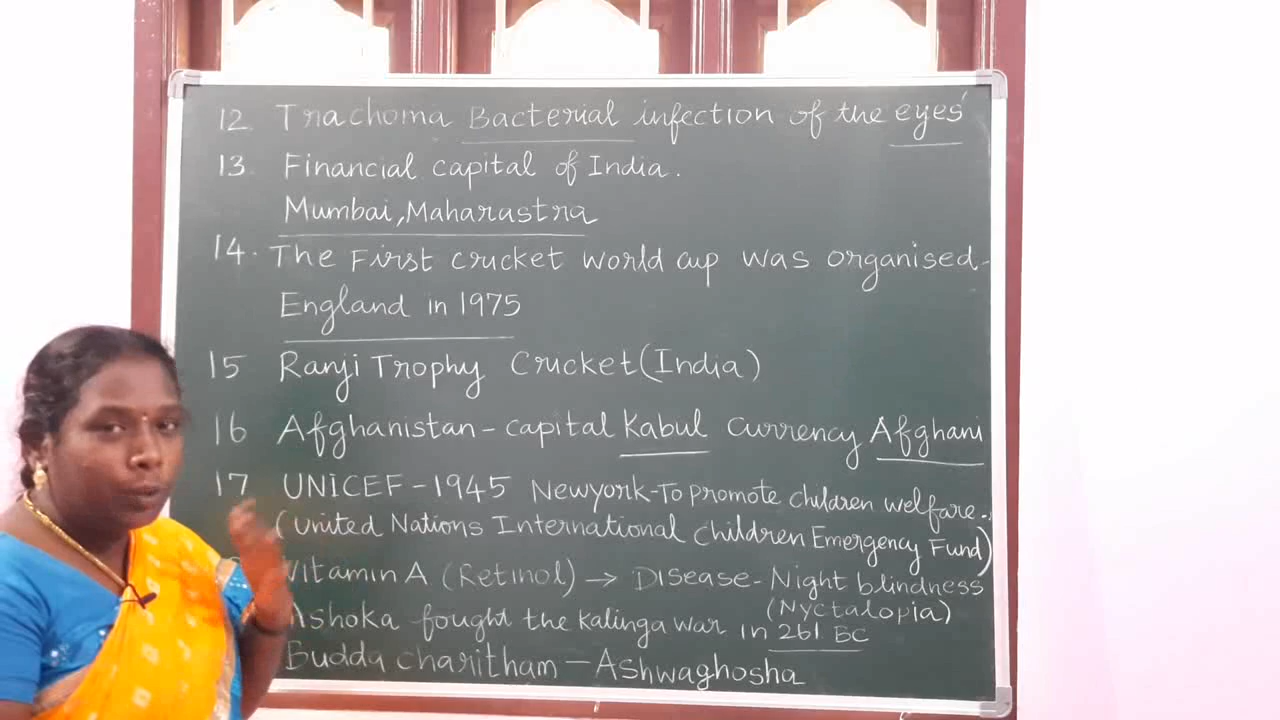 12. Trachoma Bacterial infection of the eyes'
13. Financial capital of India.
Mumbai, Maharastra
14. The First cricket world cup was organised-
England in 1975
15 Ranji Trophy Cricket (India)
16 Afghanistan - capital Kabul Currency Afghani
17 UNICEF - 1945 Newyork - To promote children welfare.
(United Nations International Children Emergency Fund)
Vitamin A (Retinol) → Disease - Night blindness
(Nyctalopia)
Ashoka fought the Kalinga war in 261 BC
Budda charitham - Ashwaghosha